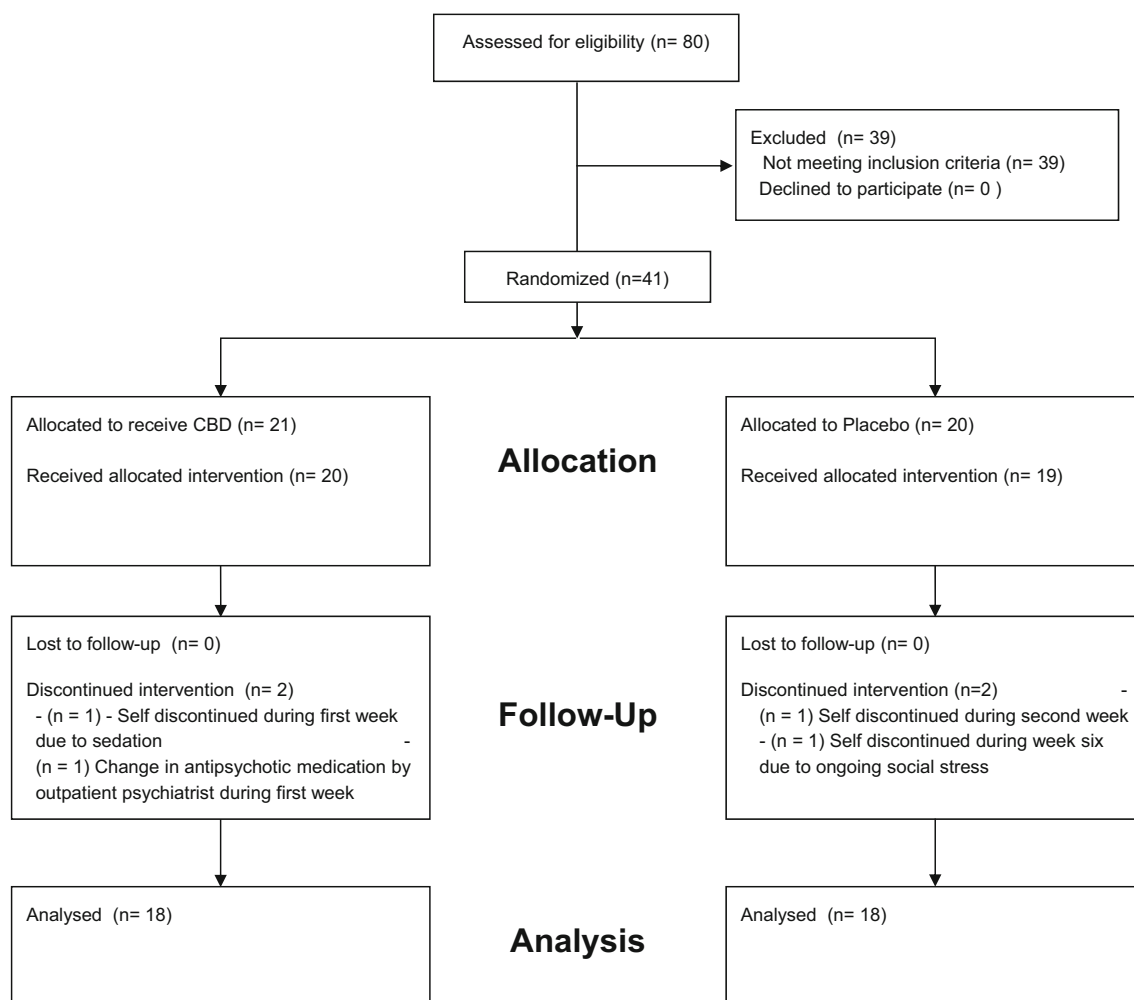 Assessed for eligibility (n= 80)
Excluded (n= 39)
Not meeting inclusion criteria (n= 39)
Declined to participate (n= 0 )
Randomized (n=41)
Allocated to receive CBD (n= 21)
Received allocated intervention (n= 20)
Allocation
Allocated to Placebo (n= 20)
Received allocated intervention (n= 19)
Lost to follow-up (n= 0)
Discontinued intervention (n= 2)
- (n = 1) - Self discontinued during first week
due to sedation -
(n = 1) Change in antipsychotic medication by
outpatient psychiatrist during first week
Follow-Up
Lost to follow-up (n= 0)
Discontinued intervention (n=2) -
(n = 1) Self discontinued during second week
- (n = 1) Self discontinued during week six
due to ongoing social stress
Analysed (n= 18)
Analysis
Analysed (n= 18)